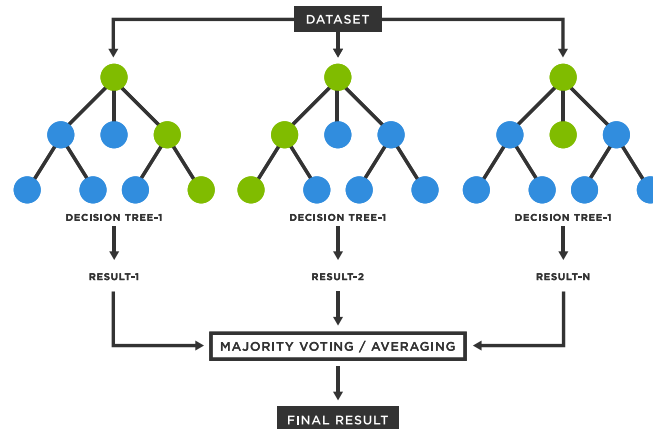 DATASET
DECISION TREE-1
DECISION TREE-1
DECISION TREE-1
RESULT-1
RESULT-2
RESULT-N
MAJORITY VOTING / AVERAGING
FINAL RESULT